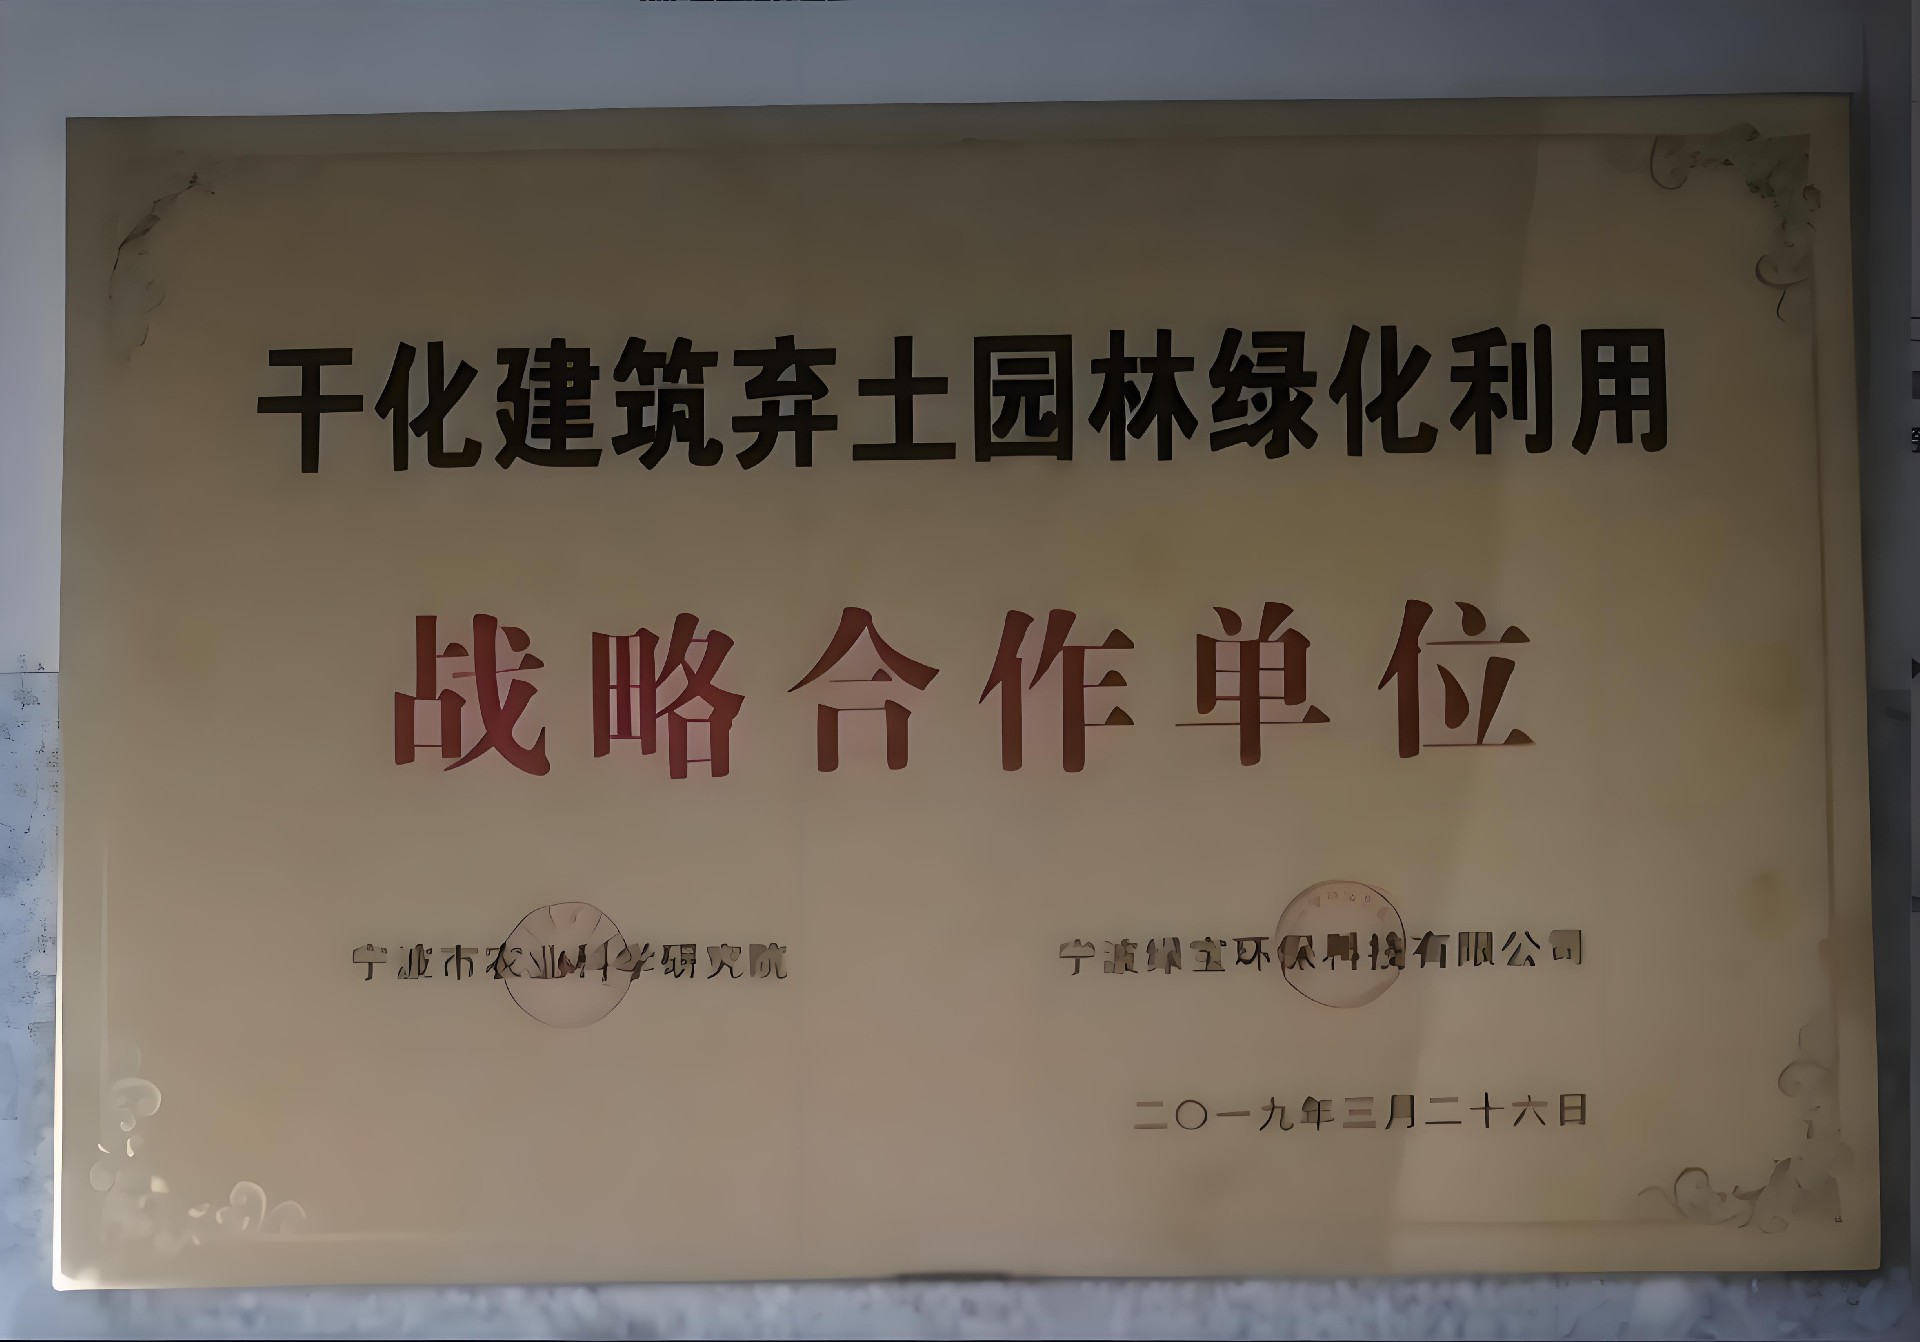 干化建筑弃土园林绿化利用
战略合作单位
宁波市农业科学研究院 宁波绿宝环保科技有限公司
二〇一九年三月二十六日